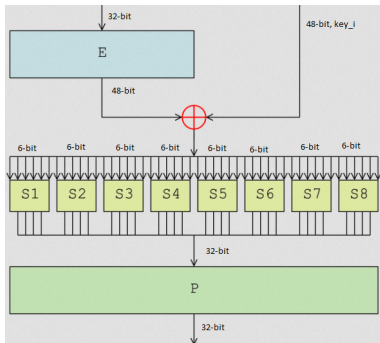 32-bit
48-bit, key_i
E
48-bit
6-bit 6-bit 6-bit 6-bit 6-bit 6-bit 6-bit 6-bit
S1 S2 S3 S4 S5 S6 S7 S8
32-bit
P
32-bit